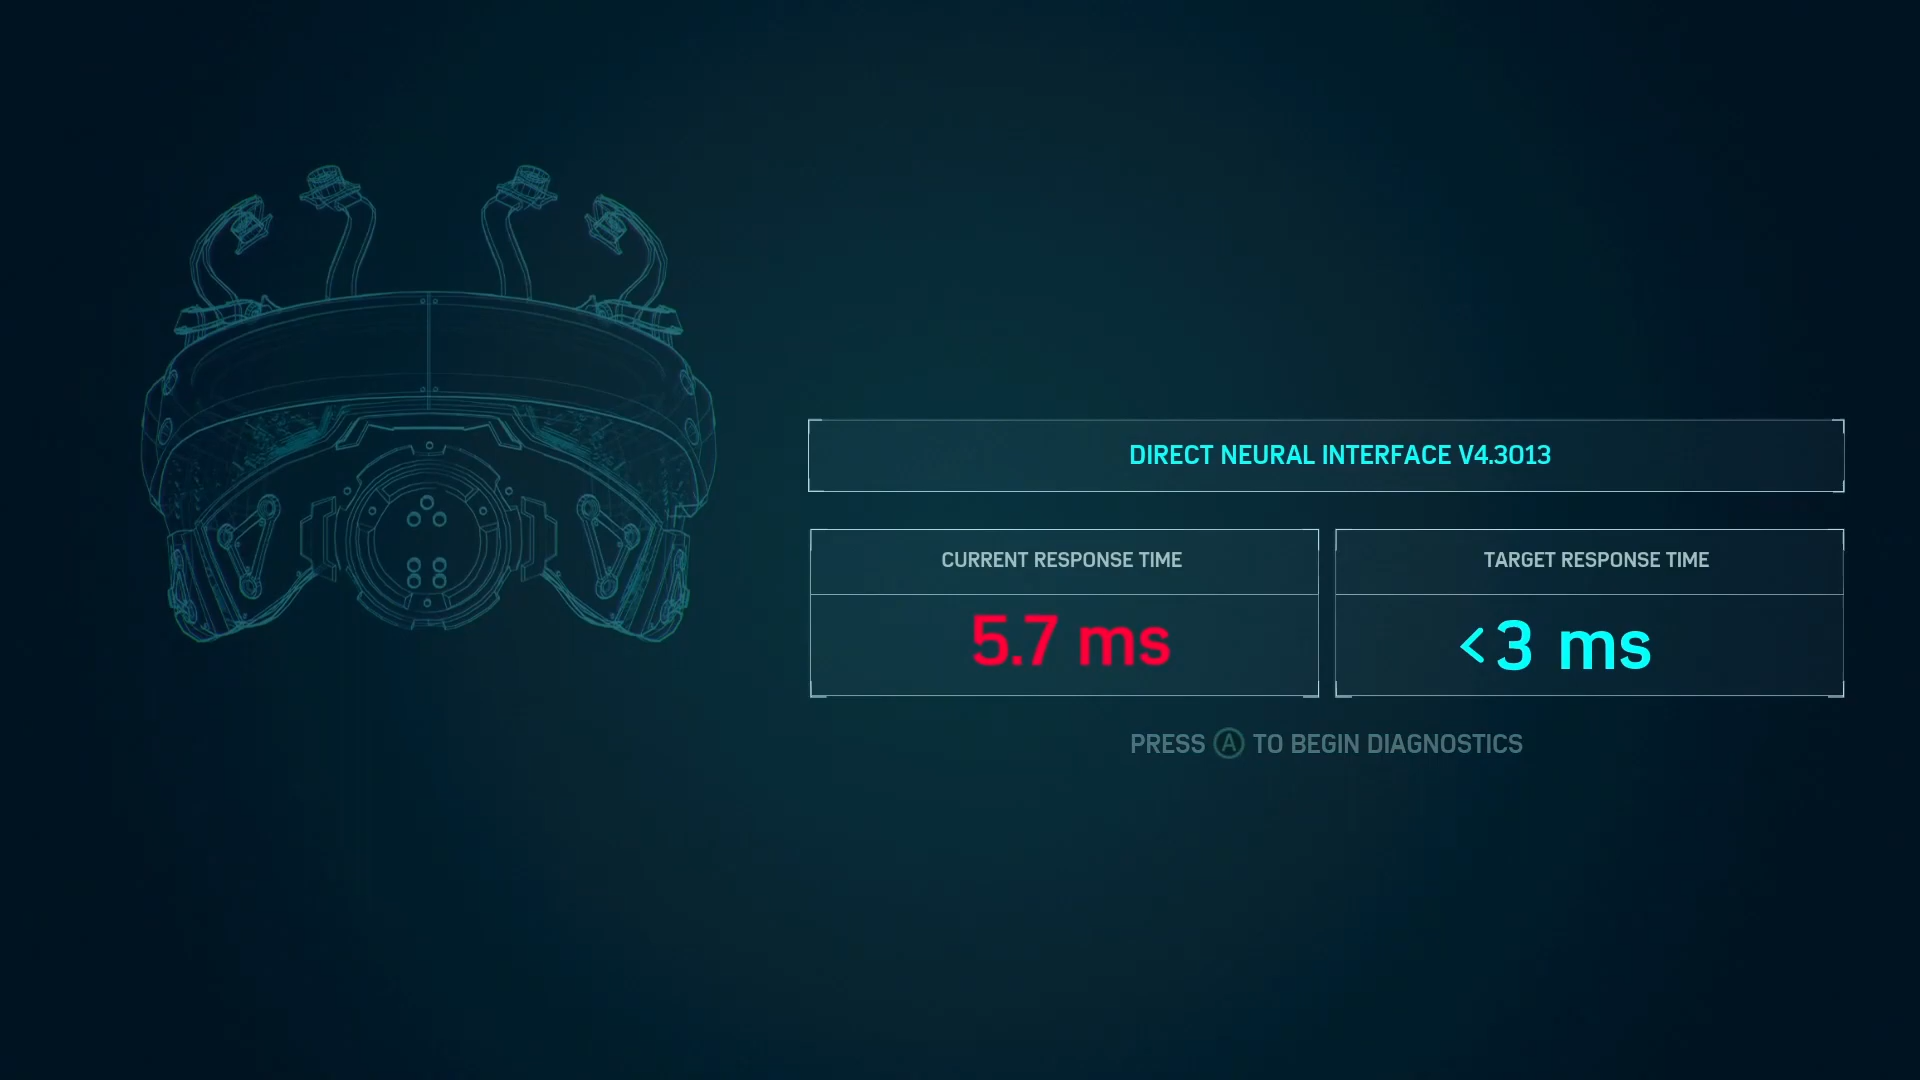 DIRECT NEURAL INTERFACE V4.3013
CURRENT RESPONSE TIME
TARGET RESPONSE TIME
5.7 ms
<3 ms
PRESS A TO BEGIN DIAGNOSTICS